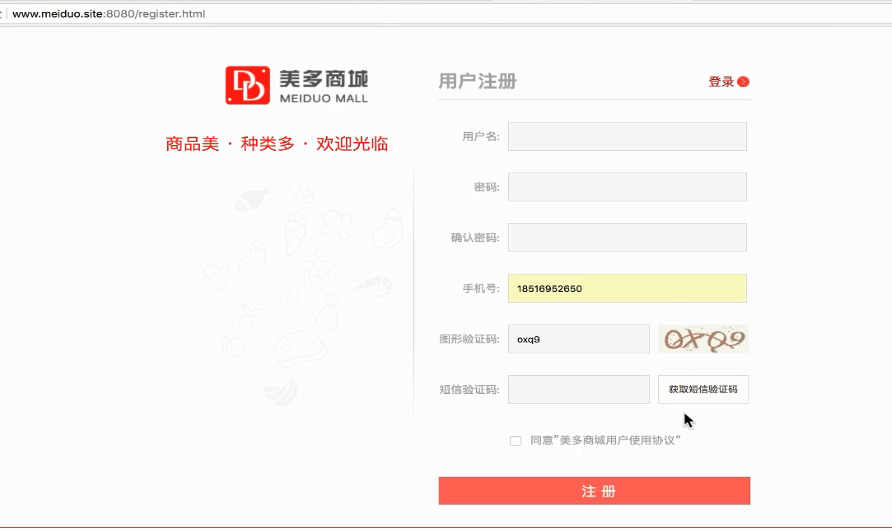 www.meiduo.site:8080/register.html
美多商城
MEIDUO MALL
商品美 · 种类多 · 欢迎光临
用户注册
登录
用户名:
密码:
确认密码:
手机号:
18516952650
图形验证码:
oxq9
OXQ9
短信验证码:
获取短信验证码
同意”美多商城用户使用协议“
注 册